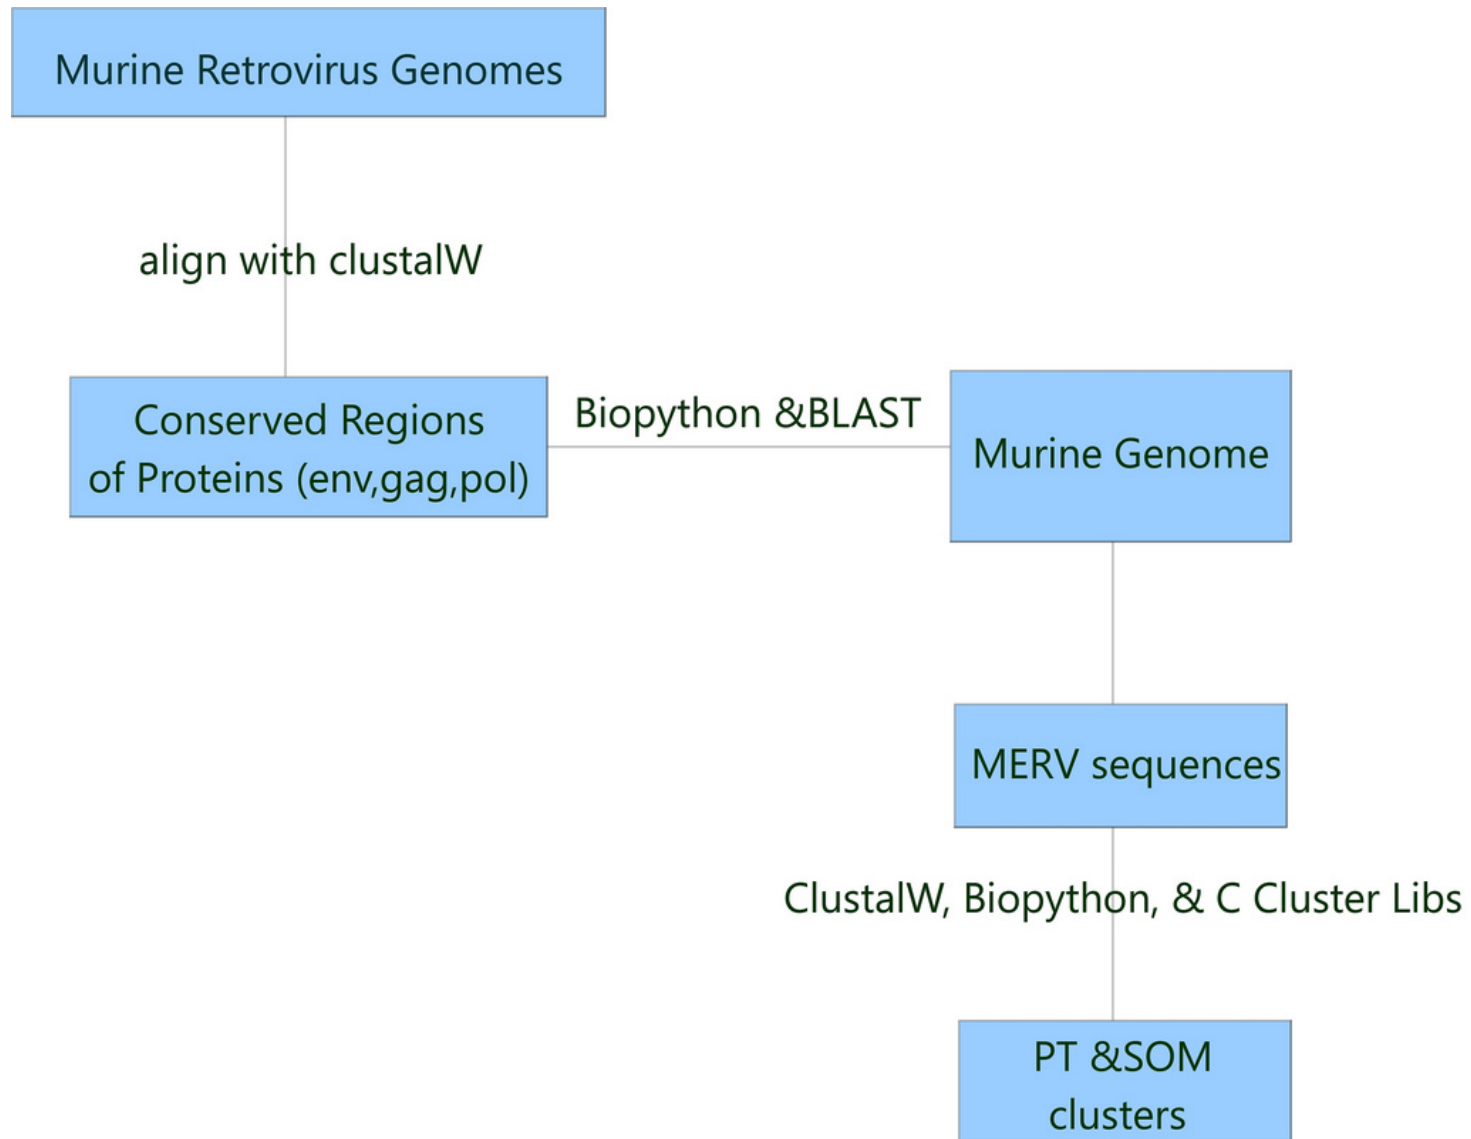 Murine Retrovirus Genomes
align with clustalW
Conserved Regions
of Proteins (env,gag,pol)
Biopython &BLAST
Murine Genome
MERV sequences
ClustalW, Biopython, & C Cluster Libs
PT &SOM
clusters